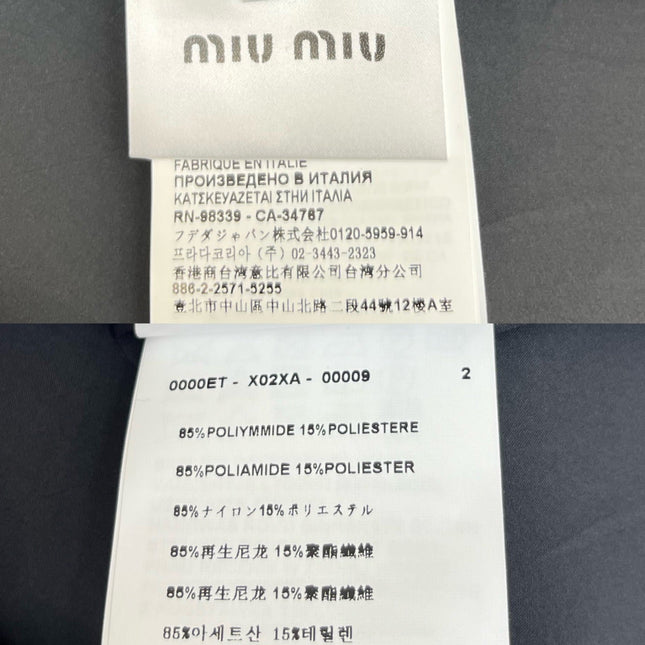 miu miu
FABRIQUE EN ITALIE
ПРОИЗВЕДЕНО В ИТАЛИЯ
ΚΑΤΣΚΕΥΑΖΕΤΑΙ ΣΤΗΝ ΙΤΑΛΙΑ
RN-98339 - CA-34787
フデダジャパン株式会社0120-5959-914
프라다코리아 (주) 02-3443-2323
香港商台灣意比有限公司台灣分公司
886-2-2571-5255
臺北市中山區中山北路二段44號12樓A室
0000ET - X02XA - 00009 2
85%POLIYMMIDE 15%POLIESTERE
85%POLIAMIDE 15%POLIESTER
85%ナイロン15%ポリエステル
85%再生尼龙 15%聚酯纖維
85%再生尼龙 15%聚酯纖維
85%아세트산 15%테릴렌